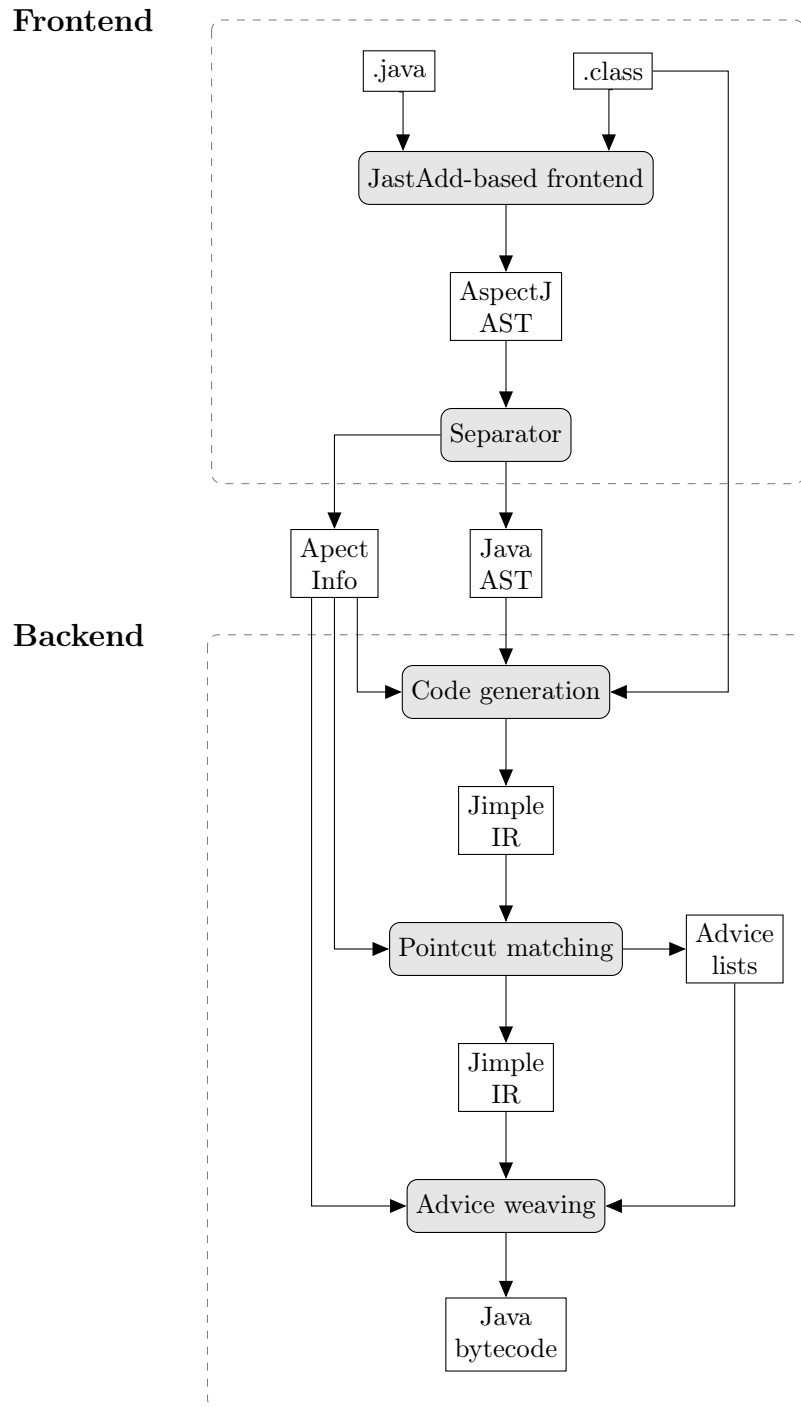 Frontend
.java
.class
JastAdd-based frontend
AspectJ
AST
Separator
Apect
Info
Java
AST
Backend
Code generation
Jimple
IR
Pointcut matching
Advice
lists
Jimple
IR
Advice weaving
Java
bytecode